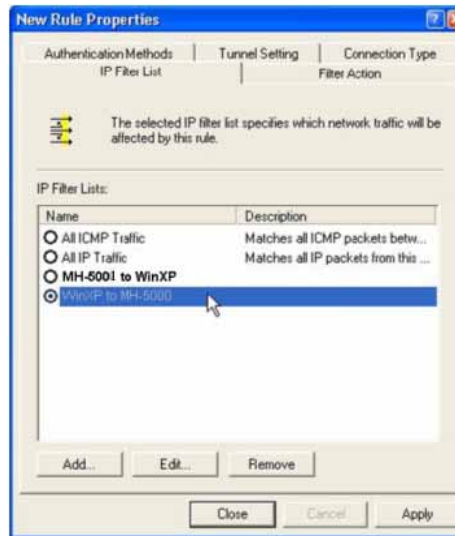 New Rule Properties
Authentication Methods Tunnel Setting Connection Type
IP Filter List Filter Action
The selected IP filter list specifies which network traffic will be
affected by this rule.
IP Filter Lists:
Name Description
All ICMP Traffic Matches all ICMP packets betw...
All IP Traffic Matches all IP packets from this ...
MH-5001 to WinXP
WinXP to MH-5000
Add... Edit... Remove
Close Cancel Apply